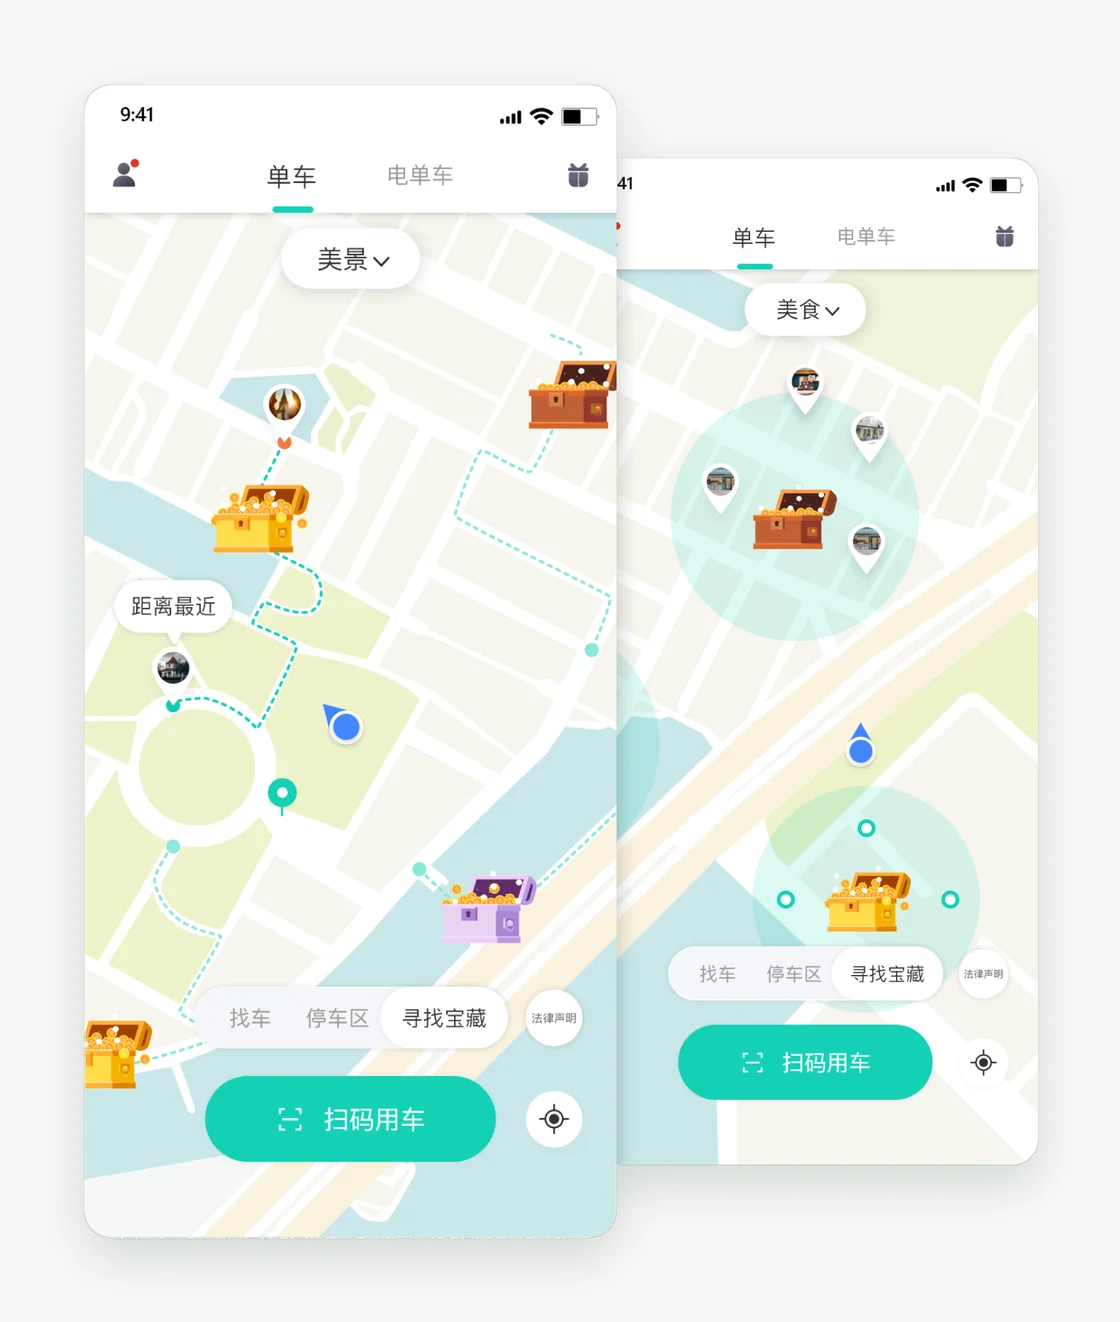 9:41
单车 电单车
美景
距离最近
找车 停车区 寻找宝藏 法律声明
扫码用车
41
单车 电单车
美食
找车 停车区 寻找宝藏 法律声明
扫码用车